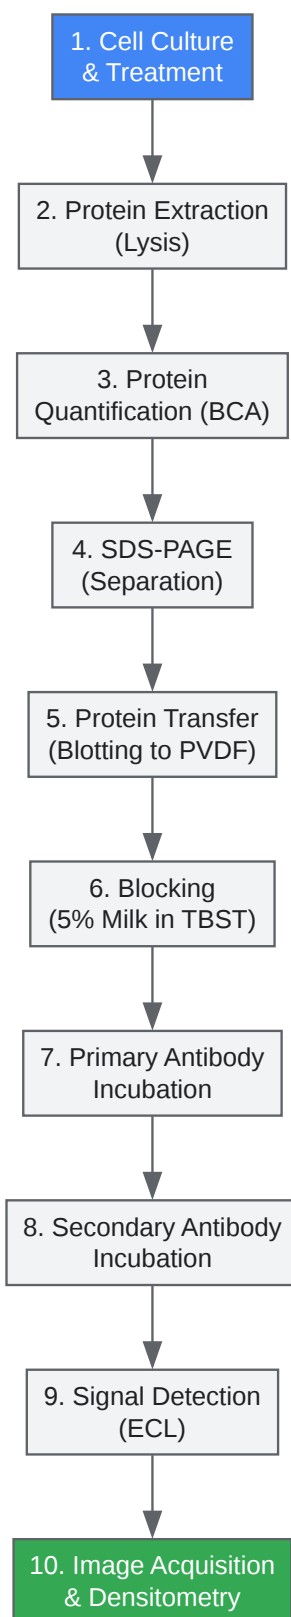 1. Cell Culture
& Treatment
2. Protein Extraction
(Lysis)
3. Protein
Quantification (BCA)
4. SDS-PAGE
(Separation)
5. Protein Transfer
(Blotting to PVDF)
6. Blocking
(5% Milk in TBST)
7. Primary Antibody
Incubation
8. Secondary Antibody
Incubation
9. Signal Detection
(ECL)
10. Image Acquisition
& Densitometry